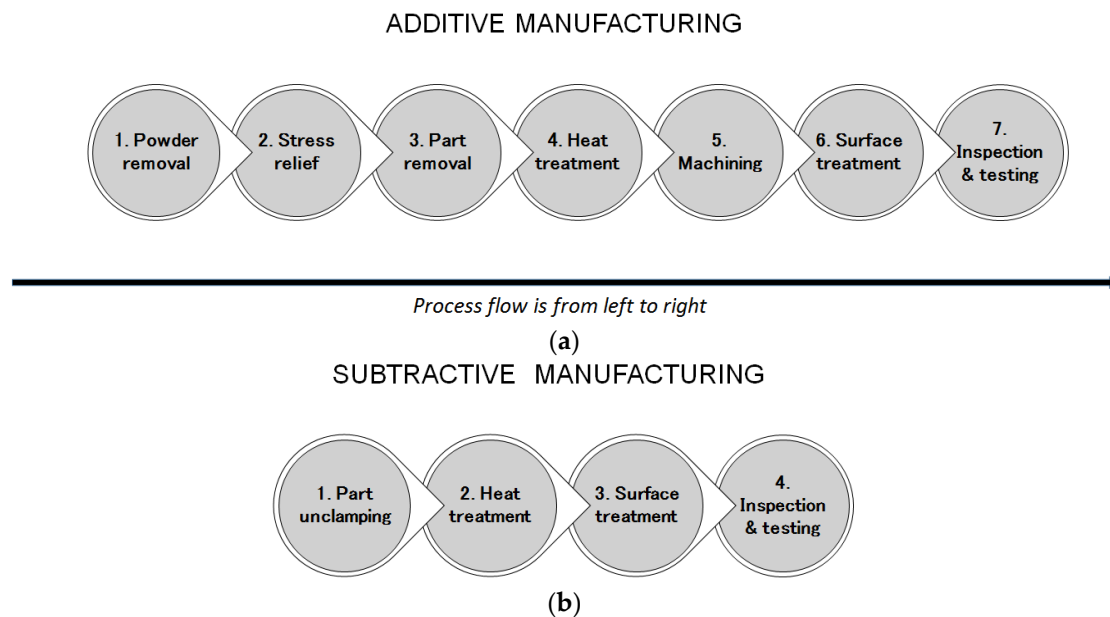 ADDITIVE MANUFACTURING
1. Powder
removal
2. Stress
relief
3. Part
removal
4. Heat
treatment
5.
Machining
6. Surface
treatment
7.
Inspection
& testing
Process flow is from left to right
(a)
SUBTRACTIVE MANUFACTURING
1. Part
unclamping
2. Heat
treatment
3. Surface
treatment
4.
Inspection
& testing
(b)